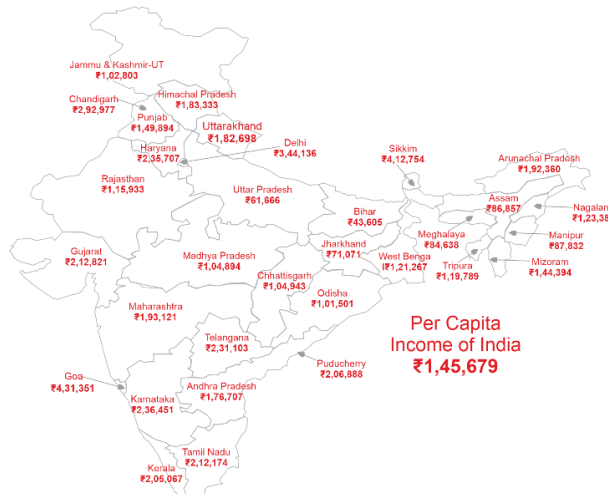 Jammu & Kashmir-UT
₹1,02,803
Chandigarh
₹2,92,977
Himachal Pradesh
₹1,83,333
Punjab
₹1,49,894
Uttarakhand
₹1,82,698
Haryana
₹2,35,707
Delhi
₹3,44,136
Sikkim
₹4,12,754
Arunachal Pradesh
₹1,92,360
Rajasthan
₹1,15,933
Uttar Pradesh
₹61,666
Bihar
₹43,605
Assam
₹86,857
Nagalan
₹1,23,38
Meghalaya
₹84,638
Manipur
₹87,832
Gujarat
₹2,12,821
Madhya Pradesh
₹1,04,894
Jharkhand
₹71,071
West Benga
l₹1,21,267
Tripura
₹1,19,789
Mizoram
₹1,44,394
Chhattisgarh
₹1,04,943
Odisha
₹1,01,501
Maharashtra
₹1,93,121
Telangana
₹2,31,103
Per Capita
Income of India
₹1,45,679
Puducherry
₹2,06,888
Goa
₹4,31,351
Karnataka
₹2,36,451
Andhra Pradesh
₹1,76,707
Tamil Nadu
₹2,12,174
Kerala
₹2,05,067